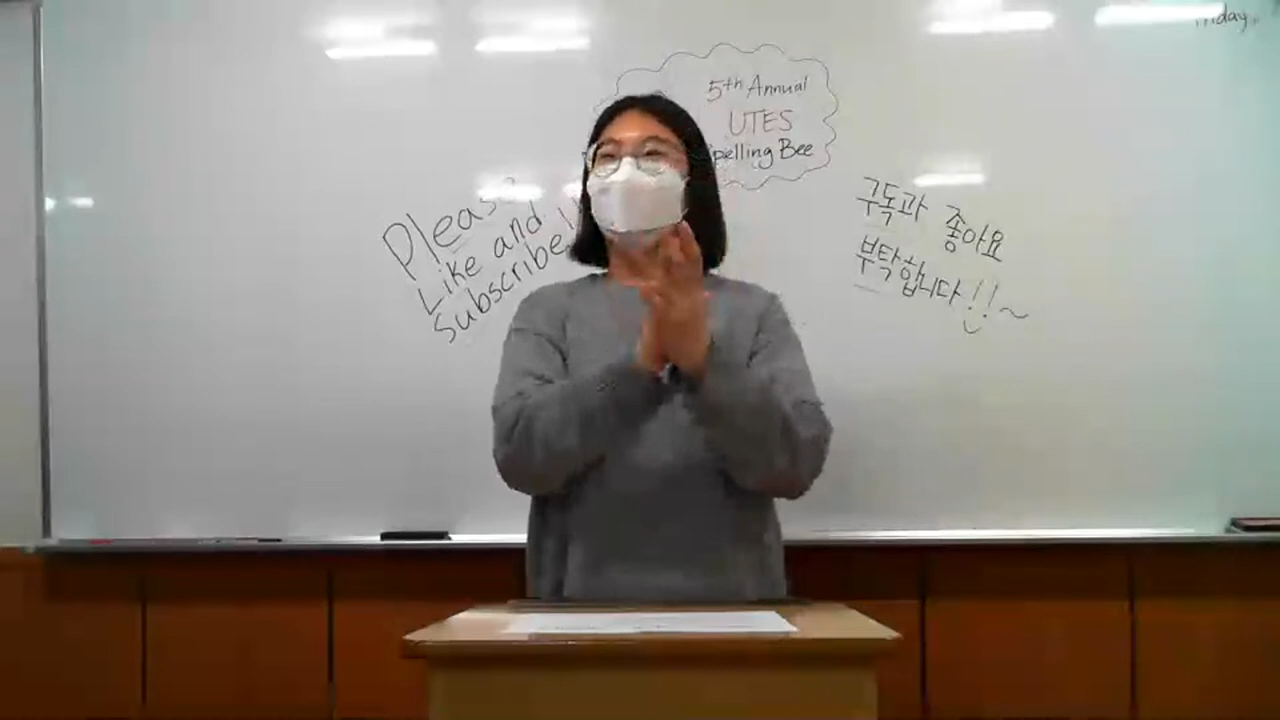 5th Annual
UTES
Spelling Bee
Please
Like and
subscribe!!
구독과 좋아요
부탁합니다!!~